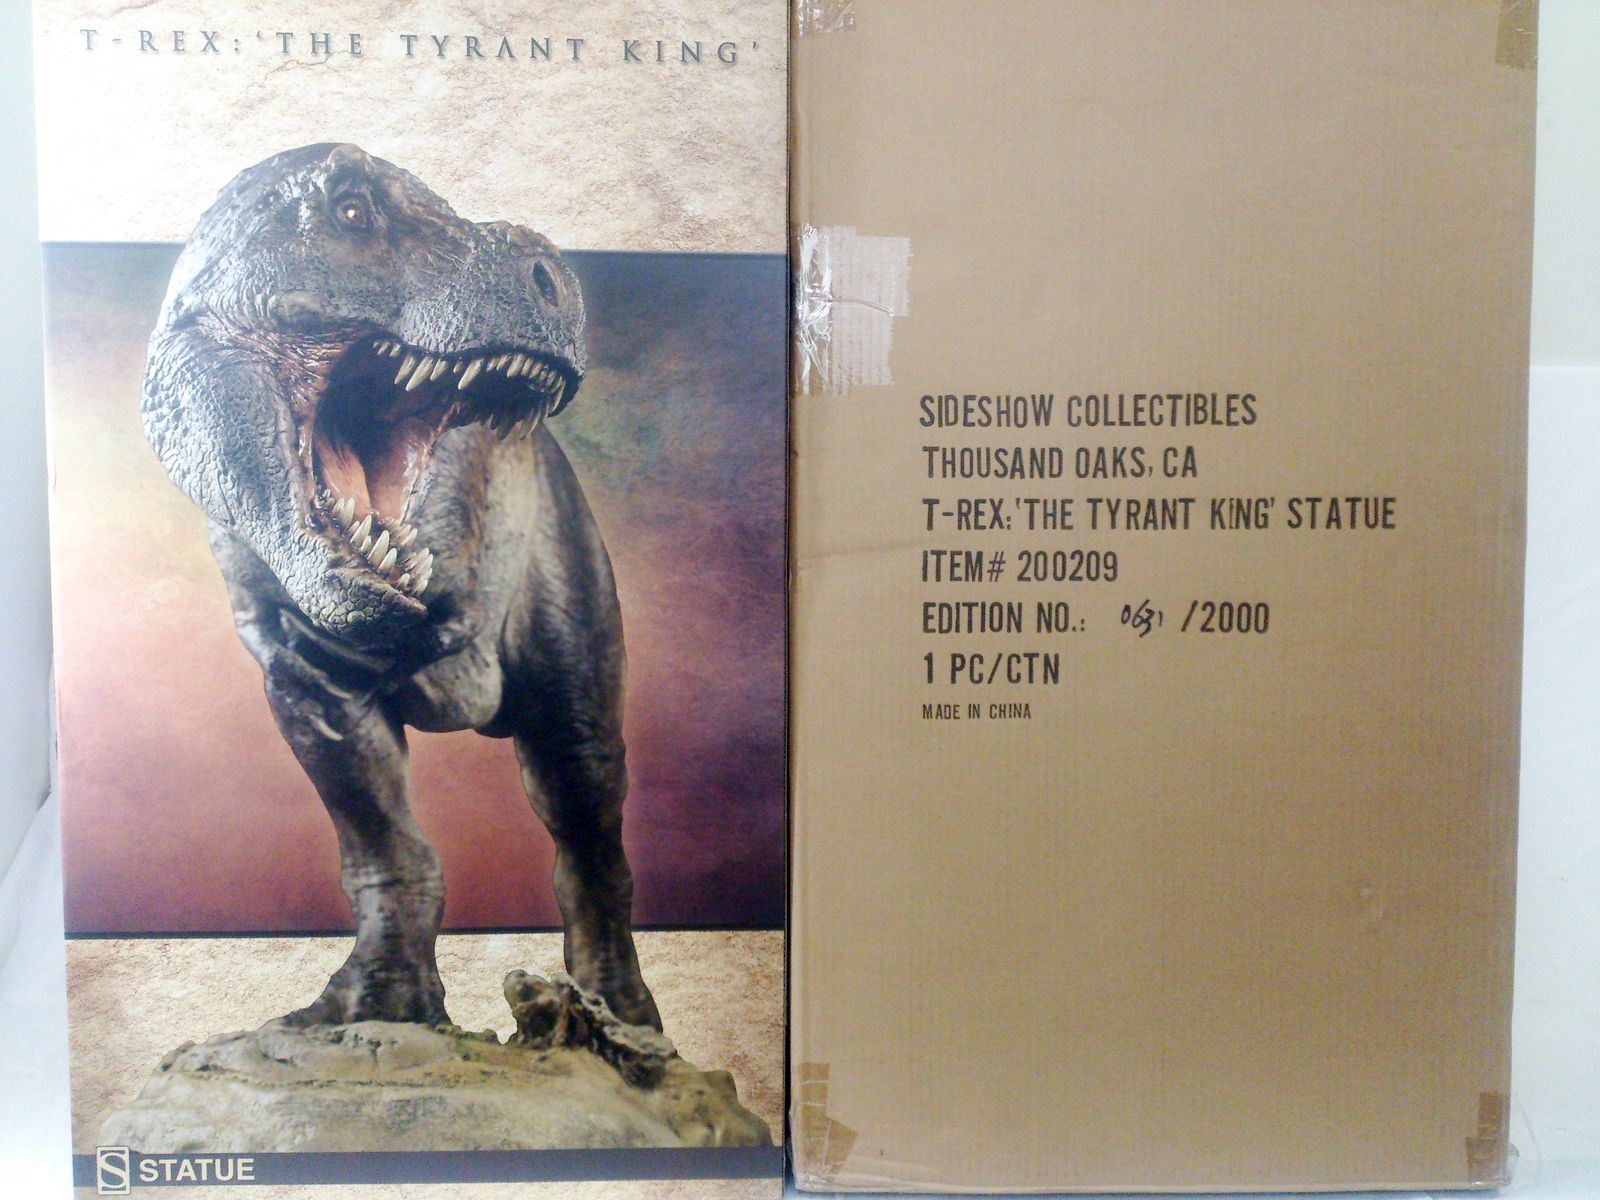 T-REX: 'THE TYRANT KING'
S STATUE
SIDESHOW COLLECTIBLES
THOUSAND OAKS, CA
T-REX: 'THE TYRANT KING' STATUE
ITEM# 200209
EDITION NO.: 0631 /2000
1 PC/CTN
MADE IN CHINA